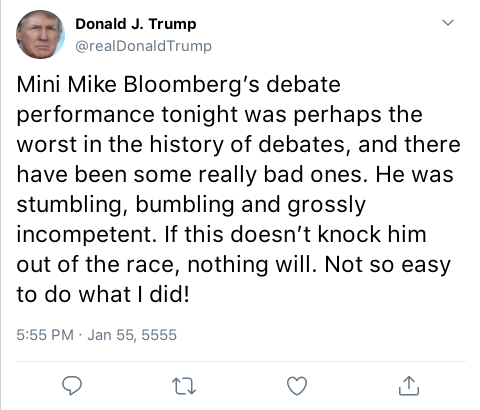 Donald J. Trump
@realDonaldTrump
Mini Mike Bloomberg’s debate
performance tonight was perhaps the
worst in the history of debates, and there
have been some really bad ones. He was
stumbling, bumbling and grossly
incompetent. If this doesn’t knock him
out of the race, nothing will. Not so easy
to do what I did!
5:55 PM · Jan 55, 5555